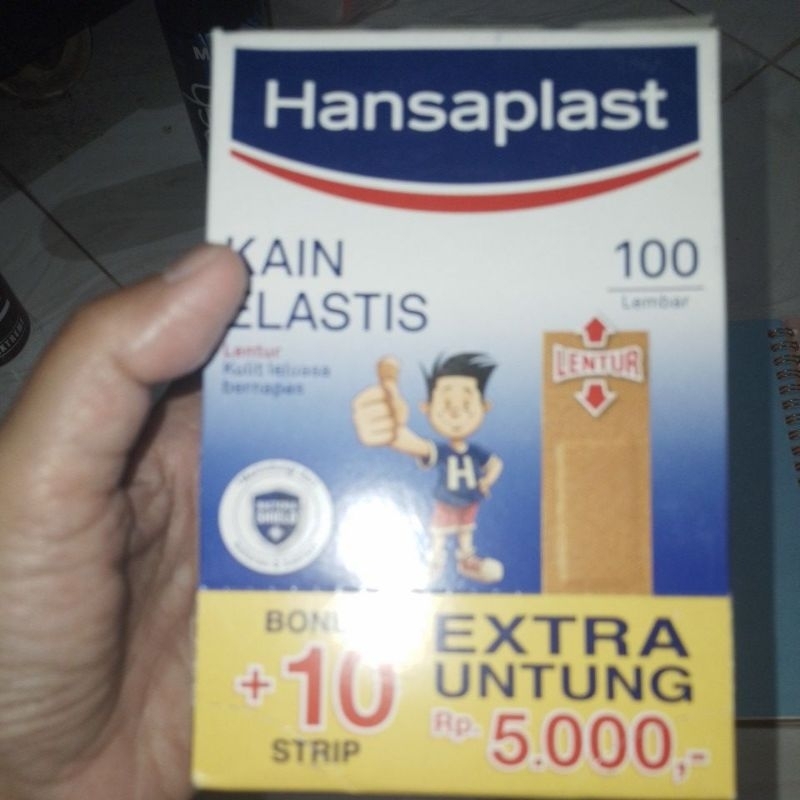 Hansaplast
KAIN
ELASTIS
100
Lembar
Lentur
Kulit leluasa
bernapas
LENTUR
H
+10
STRIP
EXTRA
UNTUNG
Rp. 5.000,-